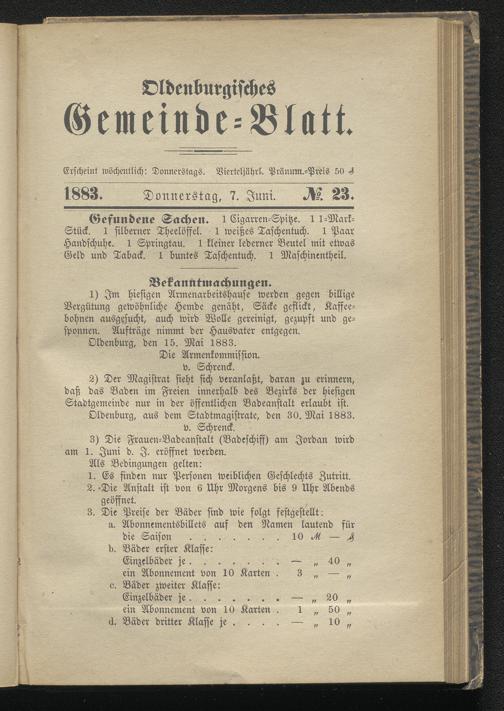 Oldenburgisches
Gemeinde-Blatt.
Erscheint wöchentlich: Donnerstags. Vierteljährl. Pränum.-Preis 50 ₰
1883. Donnerstag, 7. Juni. № 23.
Gefundene Sachen. 1 Cigarren-Spitze. 1 1=Mark-
Stück. 1 silberner Theelöffel. 1 weißes Taschentuch. 1 Paar
Handschuhe. 1 Springtau. 1 kleiner lederner Beutel mit etwas
Geld und Taback. 1 buntes Taschentuch. 1 Maschinentheil.
Bekanntmachungen.
1) Im hiesigen Armenarbeitshause werden gegen billige
Vergütung gewöhnliche Hemde genäht, Säcke geflickt, Kaffee-
bohnen ausgesucht, auch wird Wolle gereinigt, gezupft und ge-
sponnen. Aufträge nimmt der Hausvater entgegen.
Oldenburg, den 15. Mai 1883.
Die Armenkommission.
v. Schrenck.
2) Der Magistrat sieht sich veranlaßt, daran zu erinnern,
daß das Baden im Freien innerhalb des Bezirks der hiesigen
Stadtgemeinde nur in der öffentlichen Badeanstalt erlaubt ist.
Oldenburg, aus dem Stadtmagistrate, den 30. Mai 1883.
v. Schrenck.
3) Die Frauen-Badeanstalt (Badeschiff) am Jordan wird
am 1. Juni d. J. eröffnet werden.
Als Bedingungen gelten:
1. Es finden nur Personen weiblichen Geschlechts Zutritt.
2. Die Anstalt ist von 6 Uhr Morgens bis 9 Uhr Abends
geöffnet.
3. Die Preise der Bäder sind wie folgt festgestellt:
a. Abonnementsbillets auf den Namen lautend für
die Saison . . . . . . . 10 ℳ — ₰
b. Bäder erster Klasse:
Einzelbäder je . . . . . . — „ 40 „
ein Abonnement von 10 Karten . 3 „ — „
c. Bäder zweiter Klasse:
Einzelbäder je . . . . . . — „ 20 „
ein Abonnement von 10 Karten . 1 „ 50 „
d. Bäder dritter Klasse je . . . . — „ 10 „